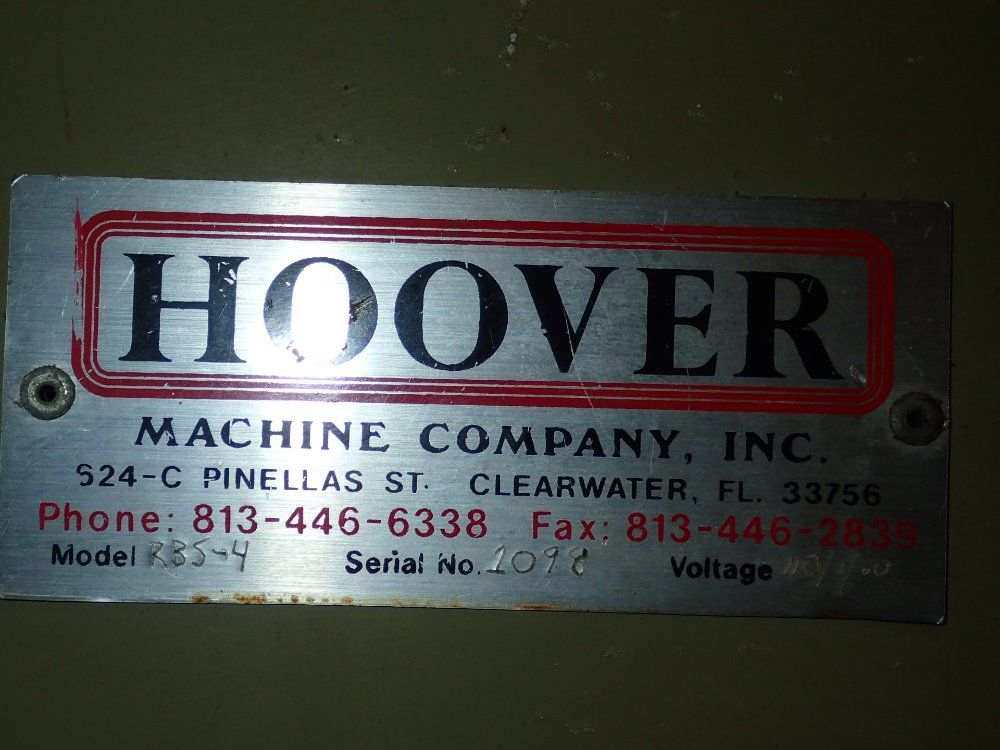 HOOVER
MACHINE COMPANY, INC.
624-C PINELLAS ST. CLEARWATER, FL. 33756
Phone: 813-446-6338 Fax: 813-446-2839
Model RBS-4 Serial No. 1098 Voltage